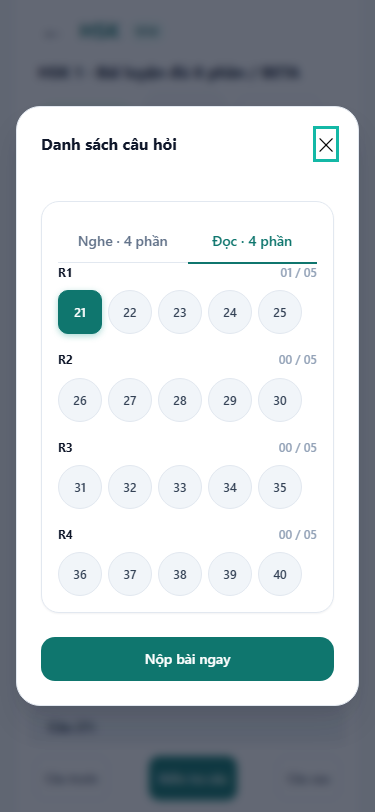 Danh sách câu hỏi
Nghe · 4 phần
Đọc · 4 phần
R1
01 / 05
21 22 23 24 25
R2
00 / 05
26 27 28 29 30
R3
00 / 05
31 32 33 34 35
R4
00 / 05
36 37 38 39 40
Nộp bài ngay